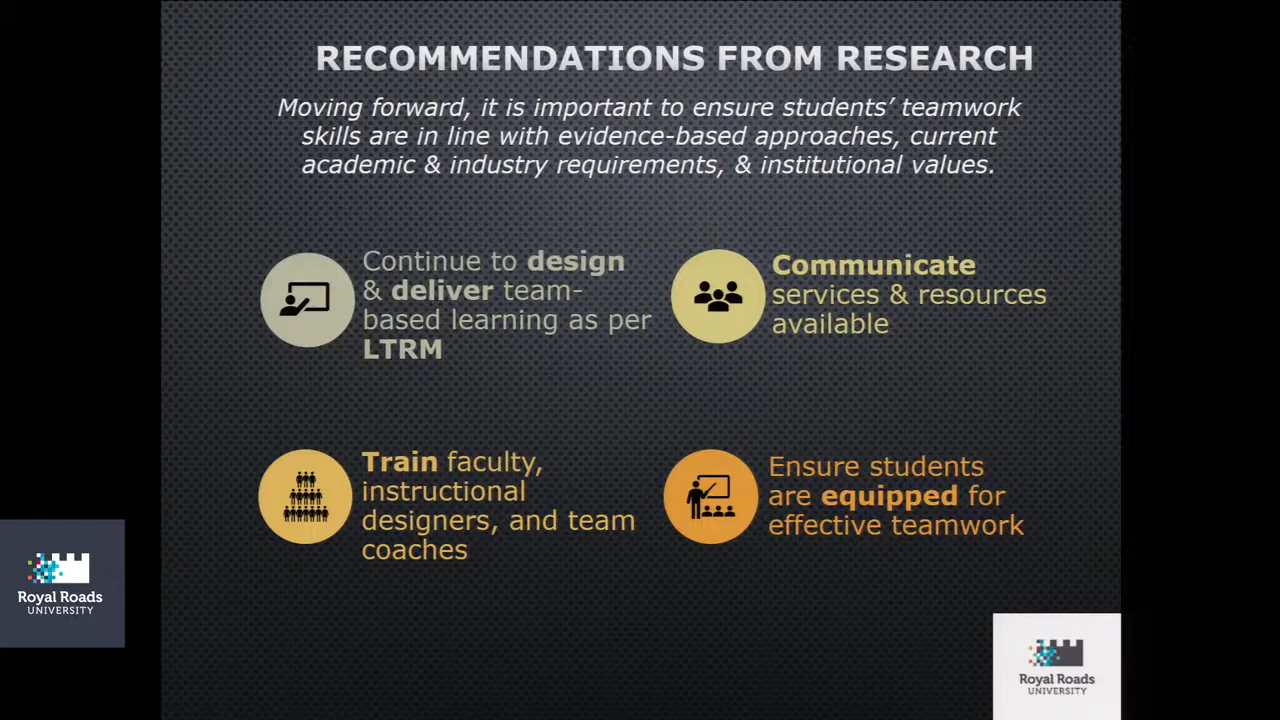 RECOMMENDATIONS FROM RESEARCH
Moving forward, it is important to ensure students’ teamwork
skills are in line with evidence-based approaches, current
academic & industry requirements, & institutional values.
Continue to design
& deliver team-
based learning as per
LTRM
Communicate
services & resources
available
Train faculty,
instructional
designers, and team
coaches
Ensure students
are equipped for
effective teamwork
Royal Roads
UNIVERSITY
Royal Roads
UNIVERSITY